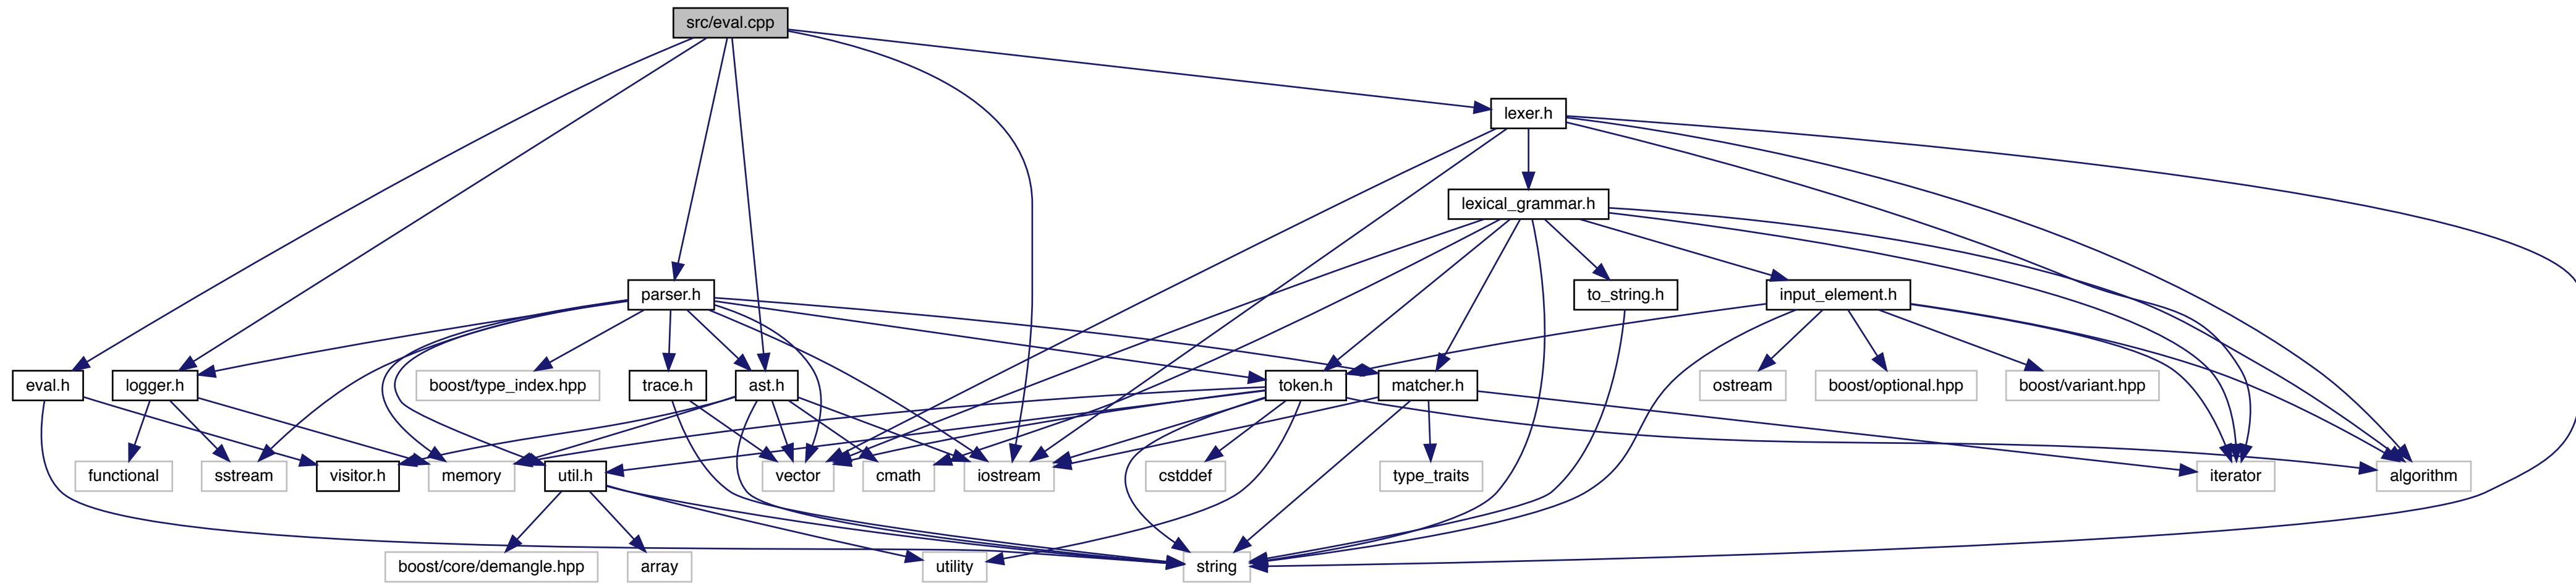 src/eval.cpp
lexer.h
lexical_grammar.h
parser.h
to_string.h
input_element.h
eval.h
logger.h
boost/type_index.hpp
trace.h
ast.h
token.h
matcher.h
ostream
boost/optional.hpp
boost/variant.hpp
functional
sstream
visitor.h
memory
util.h
vector
cmath
iostream
cstddef
type_traits
iterator
algorithm
boost/core/demangle.hpp
array
utility
string